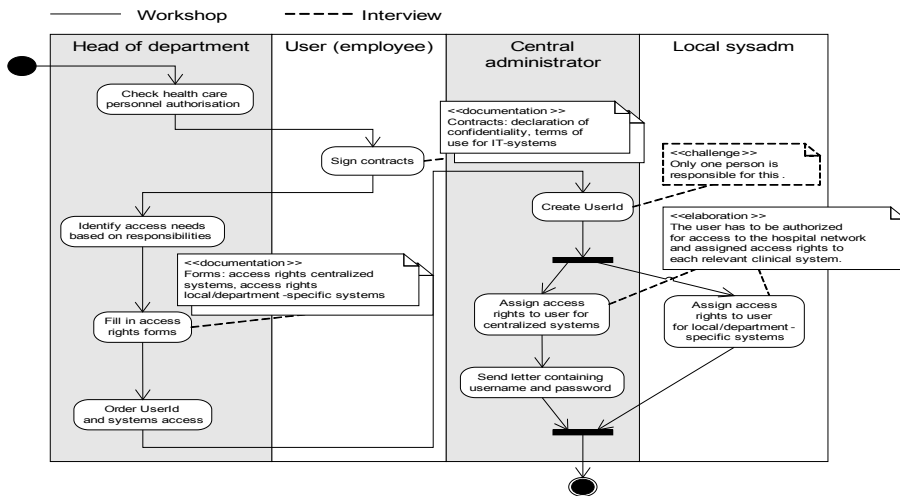 Workshop
Interview
Head of department
User (employee)
Central
administrator
Local sysadm
Check health care
personnel authorisation
<<documentation >>
Contracts: declaration of
confidentiality, terms of
use for IT-systems
Sign contracts
<<challenge>>
Only one person is
responsible for this .
Create UserId
Identify access needs
based on responsibilities
<<elaboration >>
The user has to be authorized
for access to the hospital network
and assigned access rights to
each relevant clinical system.
<<documentation >>
Forms: access rights centralized
systems, access rights
local/department -specific systems
Fill in access
rights forms
Assign access
rights to user for
centralized systems
Assign access
rights to user
for local/department -
specific systems
Send letter containing
username and password
Order UserId
and systems access